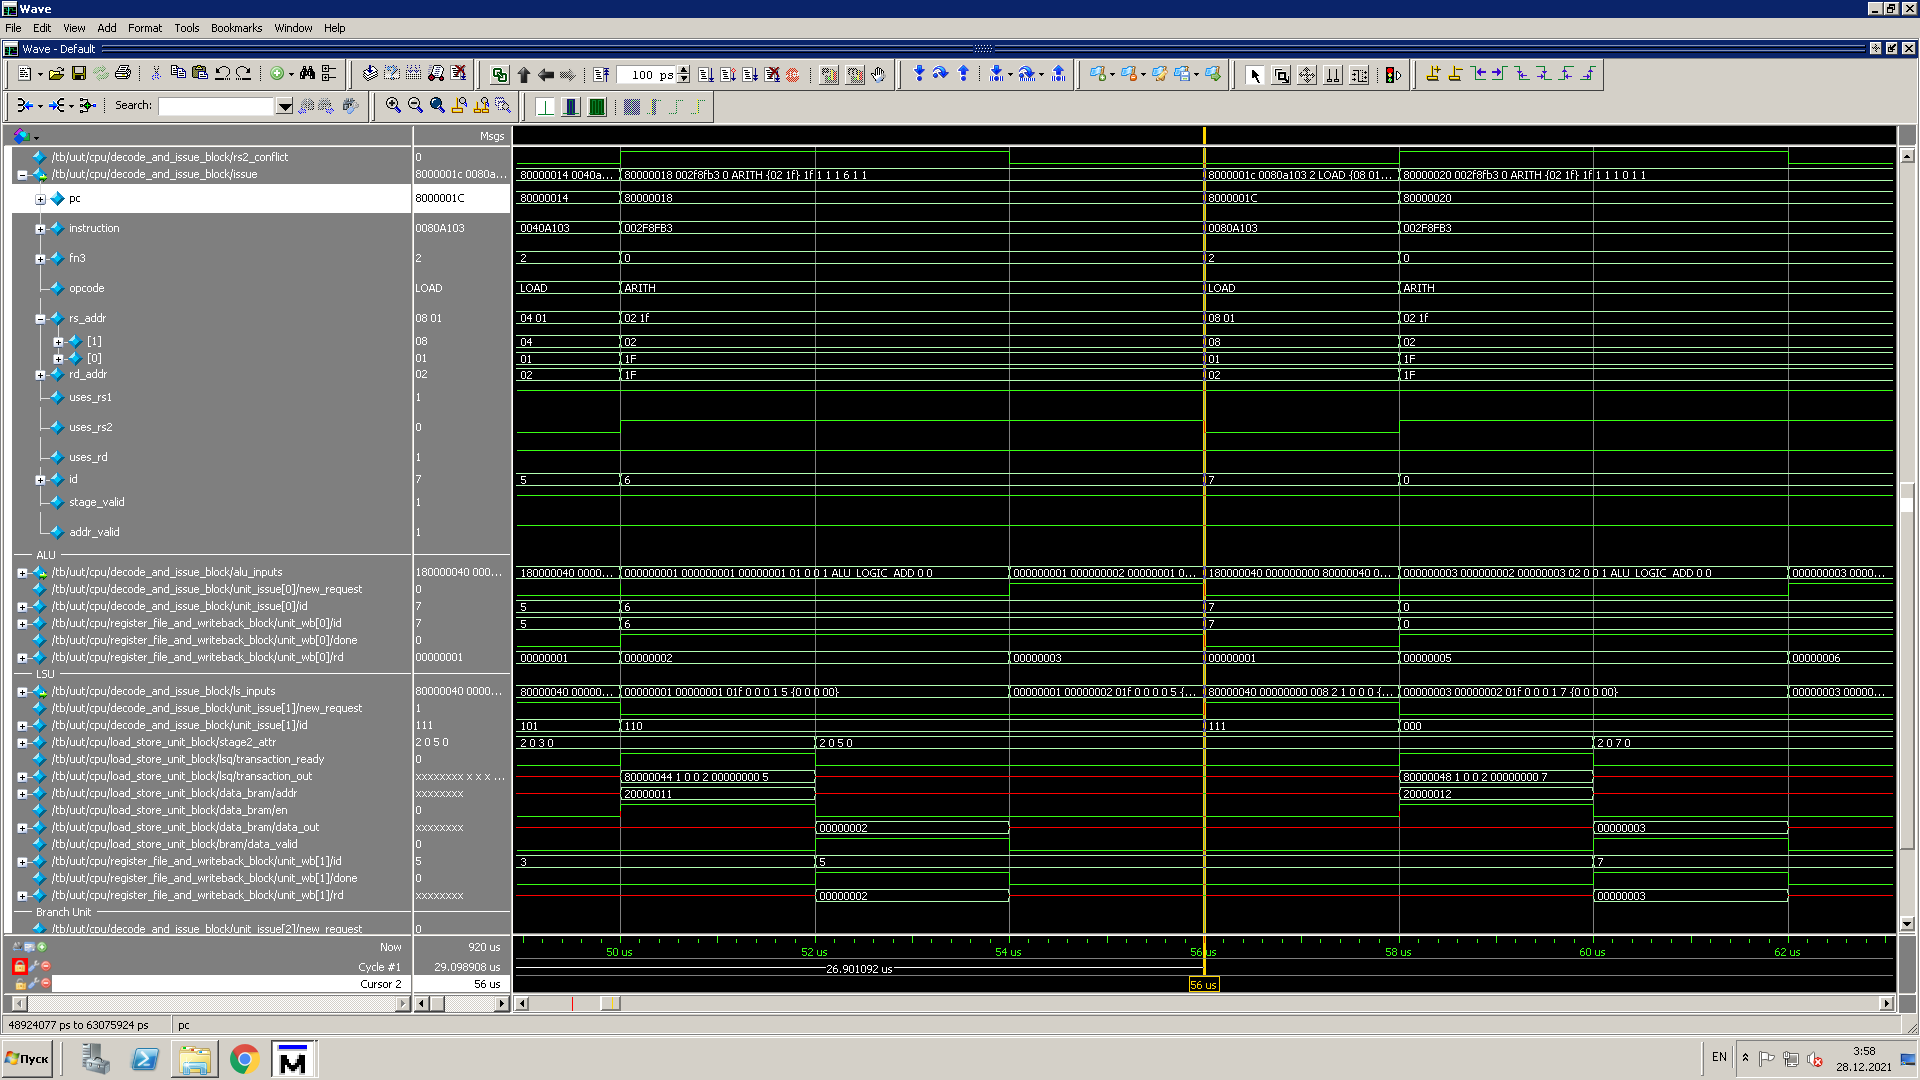 Wave
File Edit View Add Format Tools Bookmarks Window Help
Wave - Default
100 ps
Search:
Msgs
/tb/uut/cpu/decode_and_issue_block/rs2_conflict 0
/tb/uut/cpu/decode_and_issue_block/issue 8000001c 0080a... 80000014 0040a... 80000018 002f8fb3 0 ARITH {02 1f} 1f 1 1 1 6 1 1 8000001c 0080a103 2 LOAD {08 01... 80000020 002f8fb3 0 ARITH {02 1f} 1f 1 1 1 0 1 1
pc 8000001C 80000014 80000018 8000001C 80000020
instruction 0080A103 0040A103 002F8FB3 0080A103 002F8FB3
fn3 2 2 0 2 0
opcode LOAD LOAD ARITH LOAD ARITH
rs_addr 08 01 04 01 02 1f 08 01 02 1f
[1] 08 04 02 08 02
[0] 01 01 1F 01 1F
rd_addr 02 02 1F 02 1F
uses_rs1 1
uses_rs2 0
uses_rd 1
id 7 5 6 7 0
stage_valid 1
addr_valid 1
ALU
/tb/uut/cpu/decode_and_issue_block/alu_inputs 180000040 000... 180000040 0000... 000000001 000000001 00000001 01 0 0 1 ALU_LOGIC_ADD 0 0 000000001 000000002 00000001 0... 180000040 000000000 80000040 0... 000000003 000000002 00000003 02 0 0 1 ALU_LOGIC_ADD 0 0 000000003 0000...
/tb/uut/cpu/decode_and_issue_block/unit_issue[0]/new_request 0
/tb/uut/cpu/decode_and_issue_block/unit_issue[0]/id 7 5 6 7 0
/tb/uut/cpu/register_file_and_writeback_block/unit_wb[0]/id 7 5 6 7 0
/tb/uut/cpu/register_file_and_writeback_block/unit_wb[0]/done 0
/tb/uut/cpu/register_file_and_writeback_block/unit_wb[0]/rd 00000001 00000001 00000002 00000003 00000001 00000005 00000006
LSU
/tb/uut/cpu/decode_and_issue_block/ls_inputs 80000040 0000... 80000040 00000... 00000001 00000001 01f 0 0 0 1 5 {0 0 0 00} 00000001 00000002 01f 0 0 0 0 5 {... 80000040 00000000 008 2 1 0 0 0 {... 00000003 00000002 01f 0 0 0 1 7 {0 0 0 00} 00000003 00000...
/tb/uut/cpu/decode_and_issue_block/unit_issue[1]/new_request 1
/tb/uut/cpu/decode_and_issue_block/unit_issue[1]/id 111 101 110 111 000
/tb/uut/cpu/load_store_unit_block/stage2_attr 2 0 5 0 2 0 3 0 2 0 5 0 2 0 7 0
/tb/uut/cpu/load_store_unit_block/lsq/transaction_ready 0
/tb/uut/cpu/load_store_unit_block/lsq/transaction_out xxxxxxxx x x x ... 80000044 1 0 0 2 00000000 5 80000048 1 0 0 2 00000000 7
/tb/uut/cpu/load_store_unit_block/data_bram/addr xxxxxxxx 20000011 20000012
/tb/uut/cpu/load_store_unit_block/data_bram/en 0
/tb/uut/cpu/load_store_unit_block/data_bram/data_out xxxxxxxx 00000002 00000003
/tb/uut/cpu/load_store_unit_block/bram/data_valid 0
/tb/uut/cpu/register_file_and_writeback_block/unit_wb[1]/id 5 3 5 7
/tb/uut/cpu/register_file_and_writeback_block/unit_wb[1]/done 0
/tb/uut/cpu/register_file_and_writeback_block/unit_wb[1]/rd xxxxxxxx 00000002 00000003
Branch Unit
/tb/uut/cpu/decode_and_issue_block/unit_issue[2]/new_request 0
Now 920 us 50 us 52 us 54 us 56 us 58 us 60 us 62 us
Cycle #1 29.098908 us 26.901092 us
Cursor 2 56 us 56 us
48924077 ps to 63075924 ps pc
Пуск EN 3:58
28.12.2021